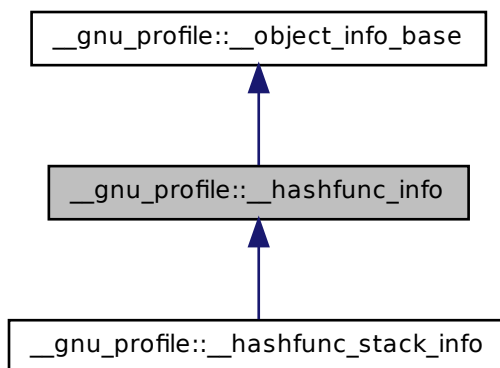 __gnu_profile::__object_info_base
__gnu_profile::__hashfunc_info
__gnu_profile::__hashfunc_stack_info